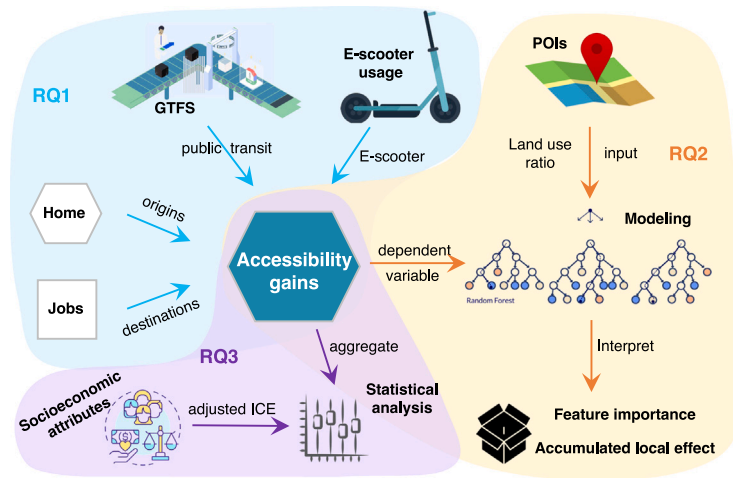 RQ1
GTFS
E-scooter
usage
public transit
E-scooter
Home
origins
Jobs
destinations
Accessibility
gains
POIs
Land use
ratio
input
RQ2
Modeling
dependent
variable
Random Forest
Interpret
Feature importance
Accumulated local effect
RQ3
aggregate
Socioeconomic
attributes
adjusted ICE
Statistical
analysis